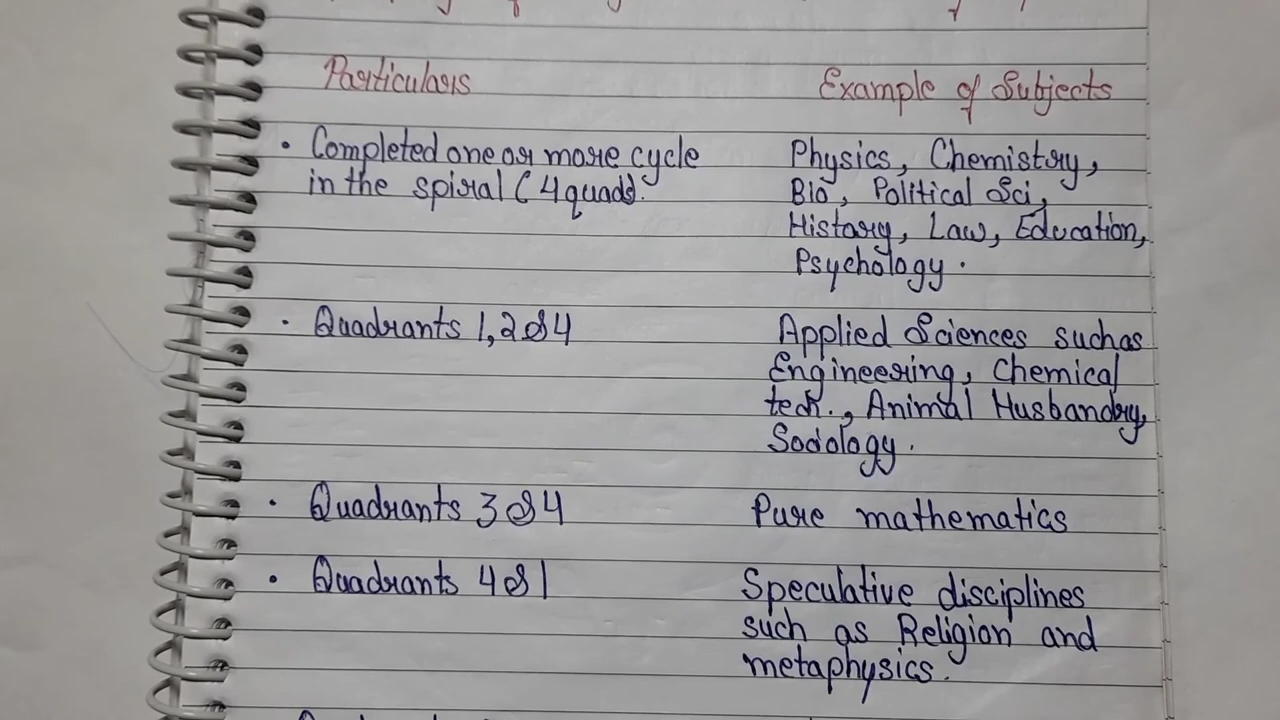 Particulars Example of Subjects
• Completed one or more cycle Physics, Chemistry,
in the spiral (4 quads). Bio, Political Sci,
History, Law, Education,
Psychology.
• Quadrants 1, 2 & 4 Applied Sciences such as
Engineering, Chemical
tech., Animal Husbandry,
Sociology.
• Quadrants 3 & 4 Pure mathematics
• Quadrants 4 & 1 Speculative disciplines
such as Religion and
metaphysics.